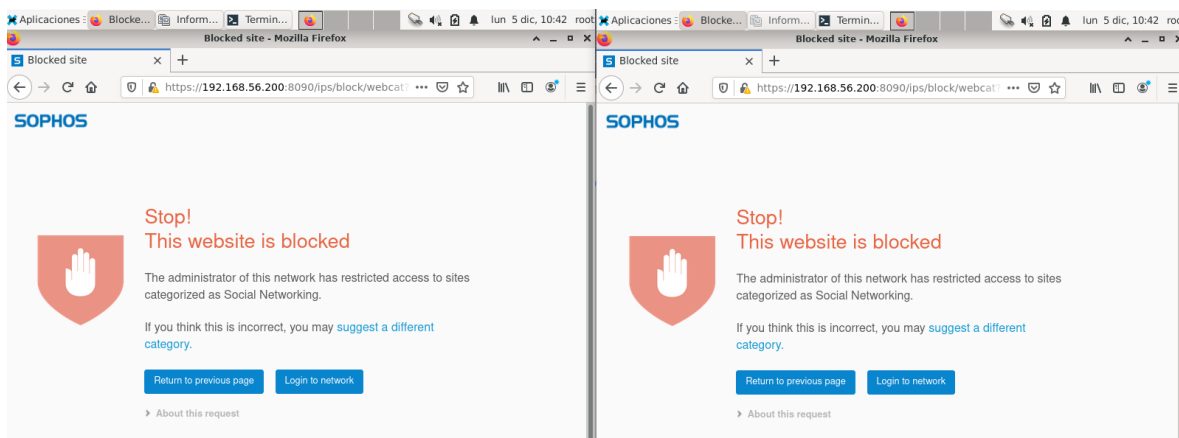 Aplicaciones Blocke... Inform... Termin... lun 5 dic, 10:42 root
Blocked site - Mozilla Firefox
Blocked site
https://192.168.56.200:8090/ips/block/webcat?
SOPHOS
Stop!
This website is blocked
The administrator of this network has restricted access to sites
categorized as Social Networking.
If you think this is incorrect, you may suggest a different
category.
Return to previous page Login to network
About this request
Aplicaciones Blocke... Inform... Termin... lun 5 dic, 10:42 roo
Blocked site - Mozilla Firefox
Blocked site
https://192.168.56.200:8090/ips/block/webcat?
SOPHOS
Stop!
This website is blocked
The administrator of this network has restricted access to sites
categorized as Social Networking.
If you think this is incorrect, you may suggest a different
category.
Return to previous page Login to network
About this request